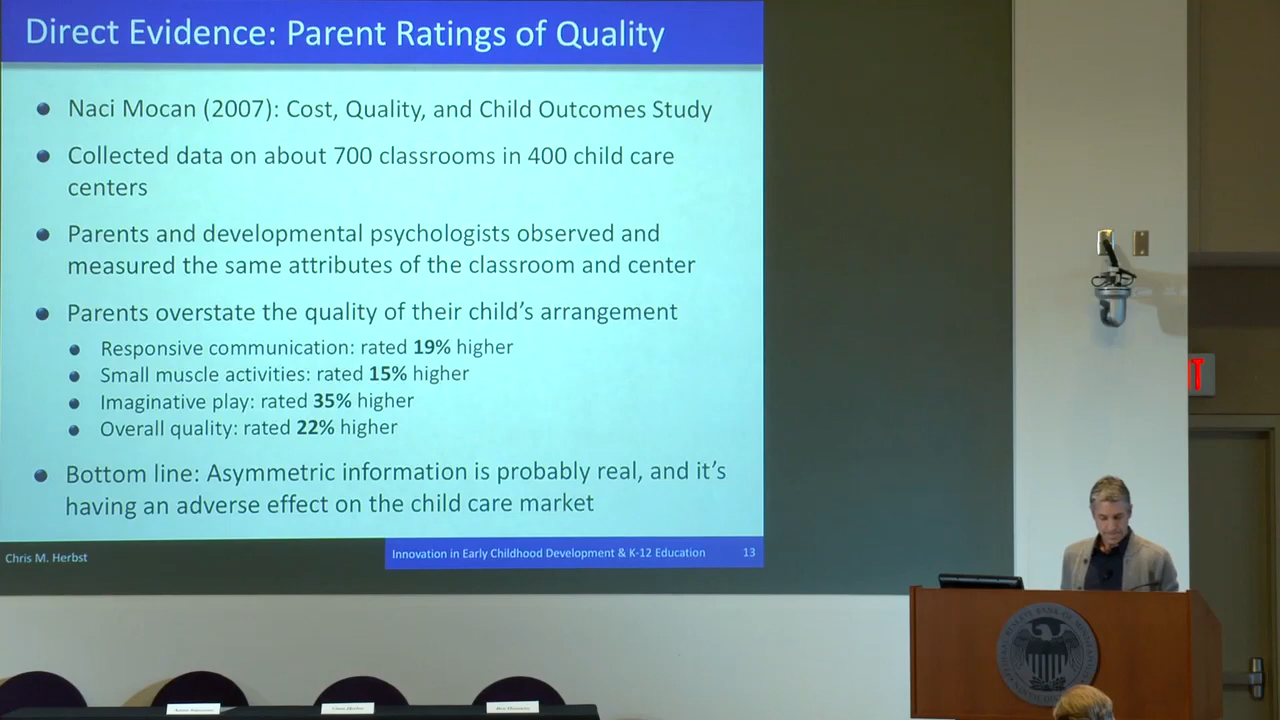 Direct Evidence: Parent Ratings of Quality
Naci Mocan (2007): Cost, Quality, and Child Outcomes Study
Collected data on about 700 classrooms in 400 child care
centers
Parents and developmental psychologists observed and
measured the same attributes of the classroom and center
Parents overstate the quality of their child's arrangement
Responsive communication: rated 19% higher
Small muscle activities: rated 15% higher
Imaginative play: rated 35% higher
Overall quality: rated 22% higher
Bottom line: Asymmetric information is probably real, and it's
having an adverse effect on the child care market
Chris M. Herbst
Innovation in Early Childhood Development & K-12 Education 13
IT